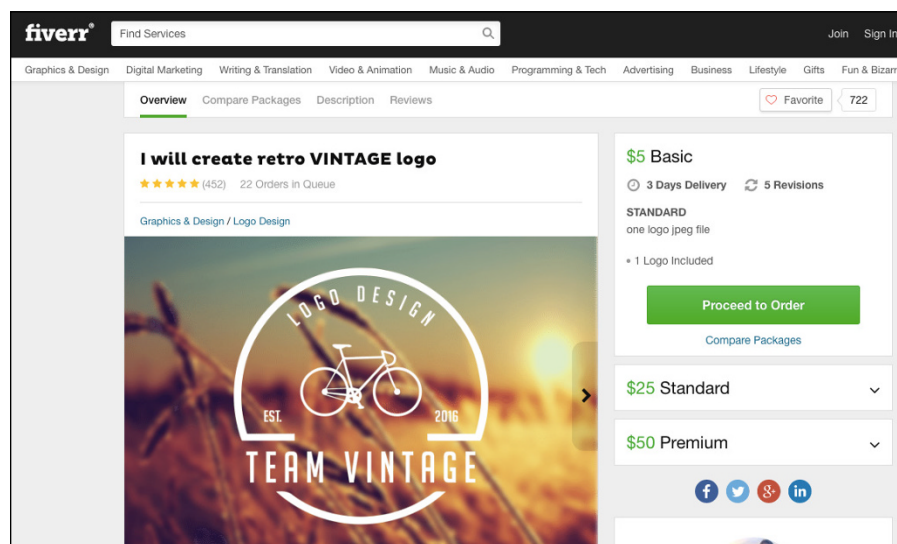 fiverr®
Find Services
Join Sign In
Graphics & Design Digital Marketing Writing & Translation Video & Animation Music & Audio Programming & Tech Advertising Business Lifestyle Gifts Fun & Bizarr
Overview Compare Packages Description Reviews
Favorite 722
I will create retro VINTAGE logo
(452) 22 Orders in Queue
Graphics & Design / Logo Design
LOGO DESIGN
EST. 2016
TEAM VINTAGE
$5 Basic
3 Days Delivery 5 Revisions
STANDARD
one logo jpeg file
• 1 Logo Included
Proceed to Order
Compare Packages
$25 Standard
$50 Premium
f g+ in